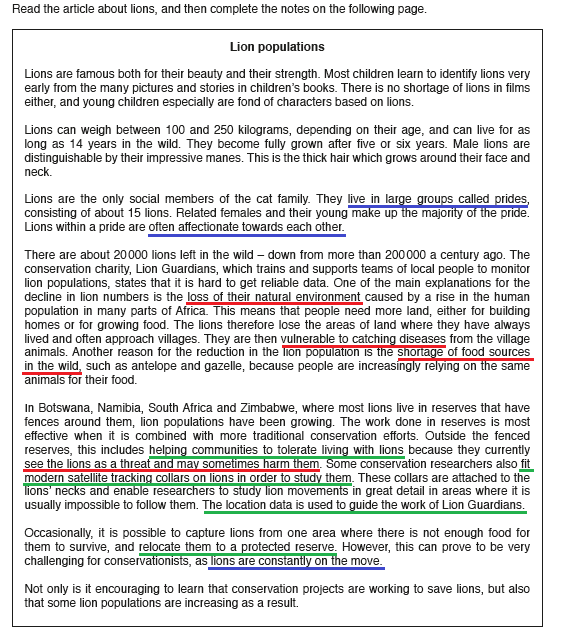 Read the article about lions, and then complete the notes on the following page.
Lion populations
Lions are famous both for their beauty and their strength. Most children learn to identify lions very
early from the many pictures and stories in children's books. There is no shortage of lions in films
either, and young children especially are fond of characters based on lions.
Lions can weigh between 100 and 250 kilograms, depending on their age, and can live for as
long as 14 years in the wild. They become fully grown after five or six years. Male lions are
distinguishable by their impressive manes. This is the thick hair which grows around their face and
neck.
Lions are the only social members of the cat family. They live in large groups called prides,
consisting of about 15 lions. Related females and their young make up the majority of the pride.
Lions within a pride are often affectionate towards each other.
There are about 20 000 lions left in the wild – down from more than 200 000 a century ago. The
conservation charity, Lion Guardians, which trains and supports teams of local people to monitor
lion populations, states that it is hard to get reliable data. One of the main explanations for the
decline in lion numbers is the loss of their natural environment caused by a rise in the human
population in many parts of Africa. This means that people need more land, either for building
homes or for growing food. The lions therefore lose the areas of land where they have always
lived and often approach villages. They are then vulnerable to catching diseases from the village
animals. Another reason for the reduction in the lion population is the shortage of food sources
in the wild, such as antelope and gazelle, because people are increasingly relying on the same
animals for their food.
In Botswana, Namibia, South Africa and Zimbabwe, where most lions live in reserves that have
fences around them, lion populations have been growing. The work done in reserves is most
effective when it is combined with more traditional conservation efforts. Outside the fenced
reserves, this includes helping communities to tolerate living with lions because they currently
see the lions as a threat and may sometimes harm them. Some conservation researchers also fit
modern satellite tracking collars on lions in order to study them. These collars are attached to the
lions' necks and enable researchers to study lion movements in great detail in areas where it is
usually impossible to follow them. The location data is used to guide the work of Lion Guardians.
Occasionally, it is possible to capture lions from one area where there is not enough food for
them to survive, and relocate them to a protected reserve. However, this can prove to be very
challenging for conservationists, as lions are constantly on the move.
Not only is it encouraging to learn that conservation projects are working to save lions, but also
that some lion populations are increasing as a result.